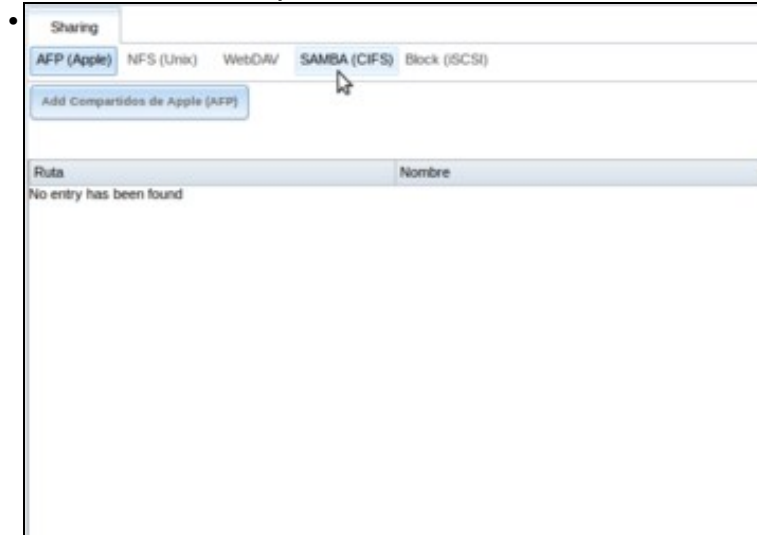 Sharing
AFP (Apple) NFS (Unix) WebDAV SAMBA (CIFS) Block (iSCSI)
Add Compartidos de Apple (AFP)
Ruta Nombre
No entry has been found